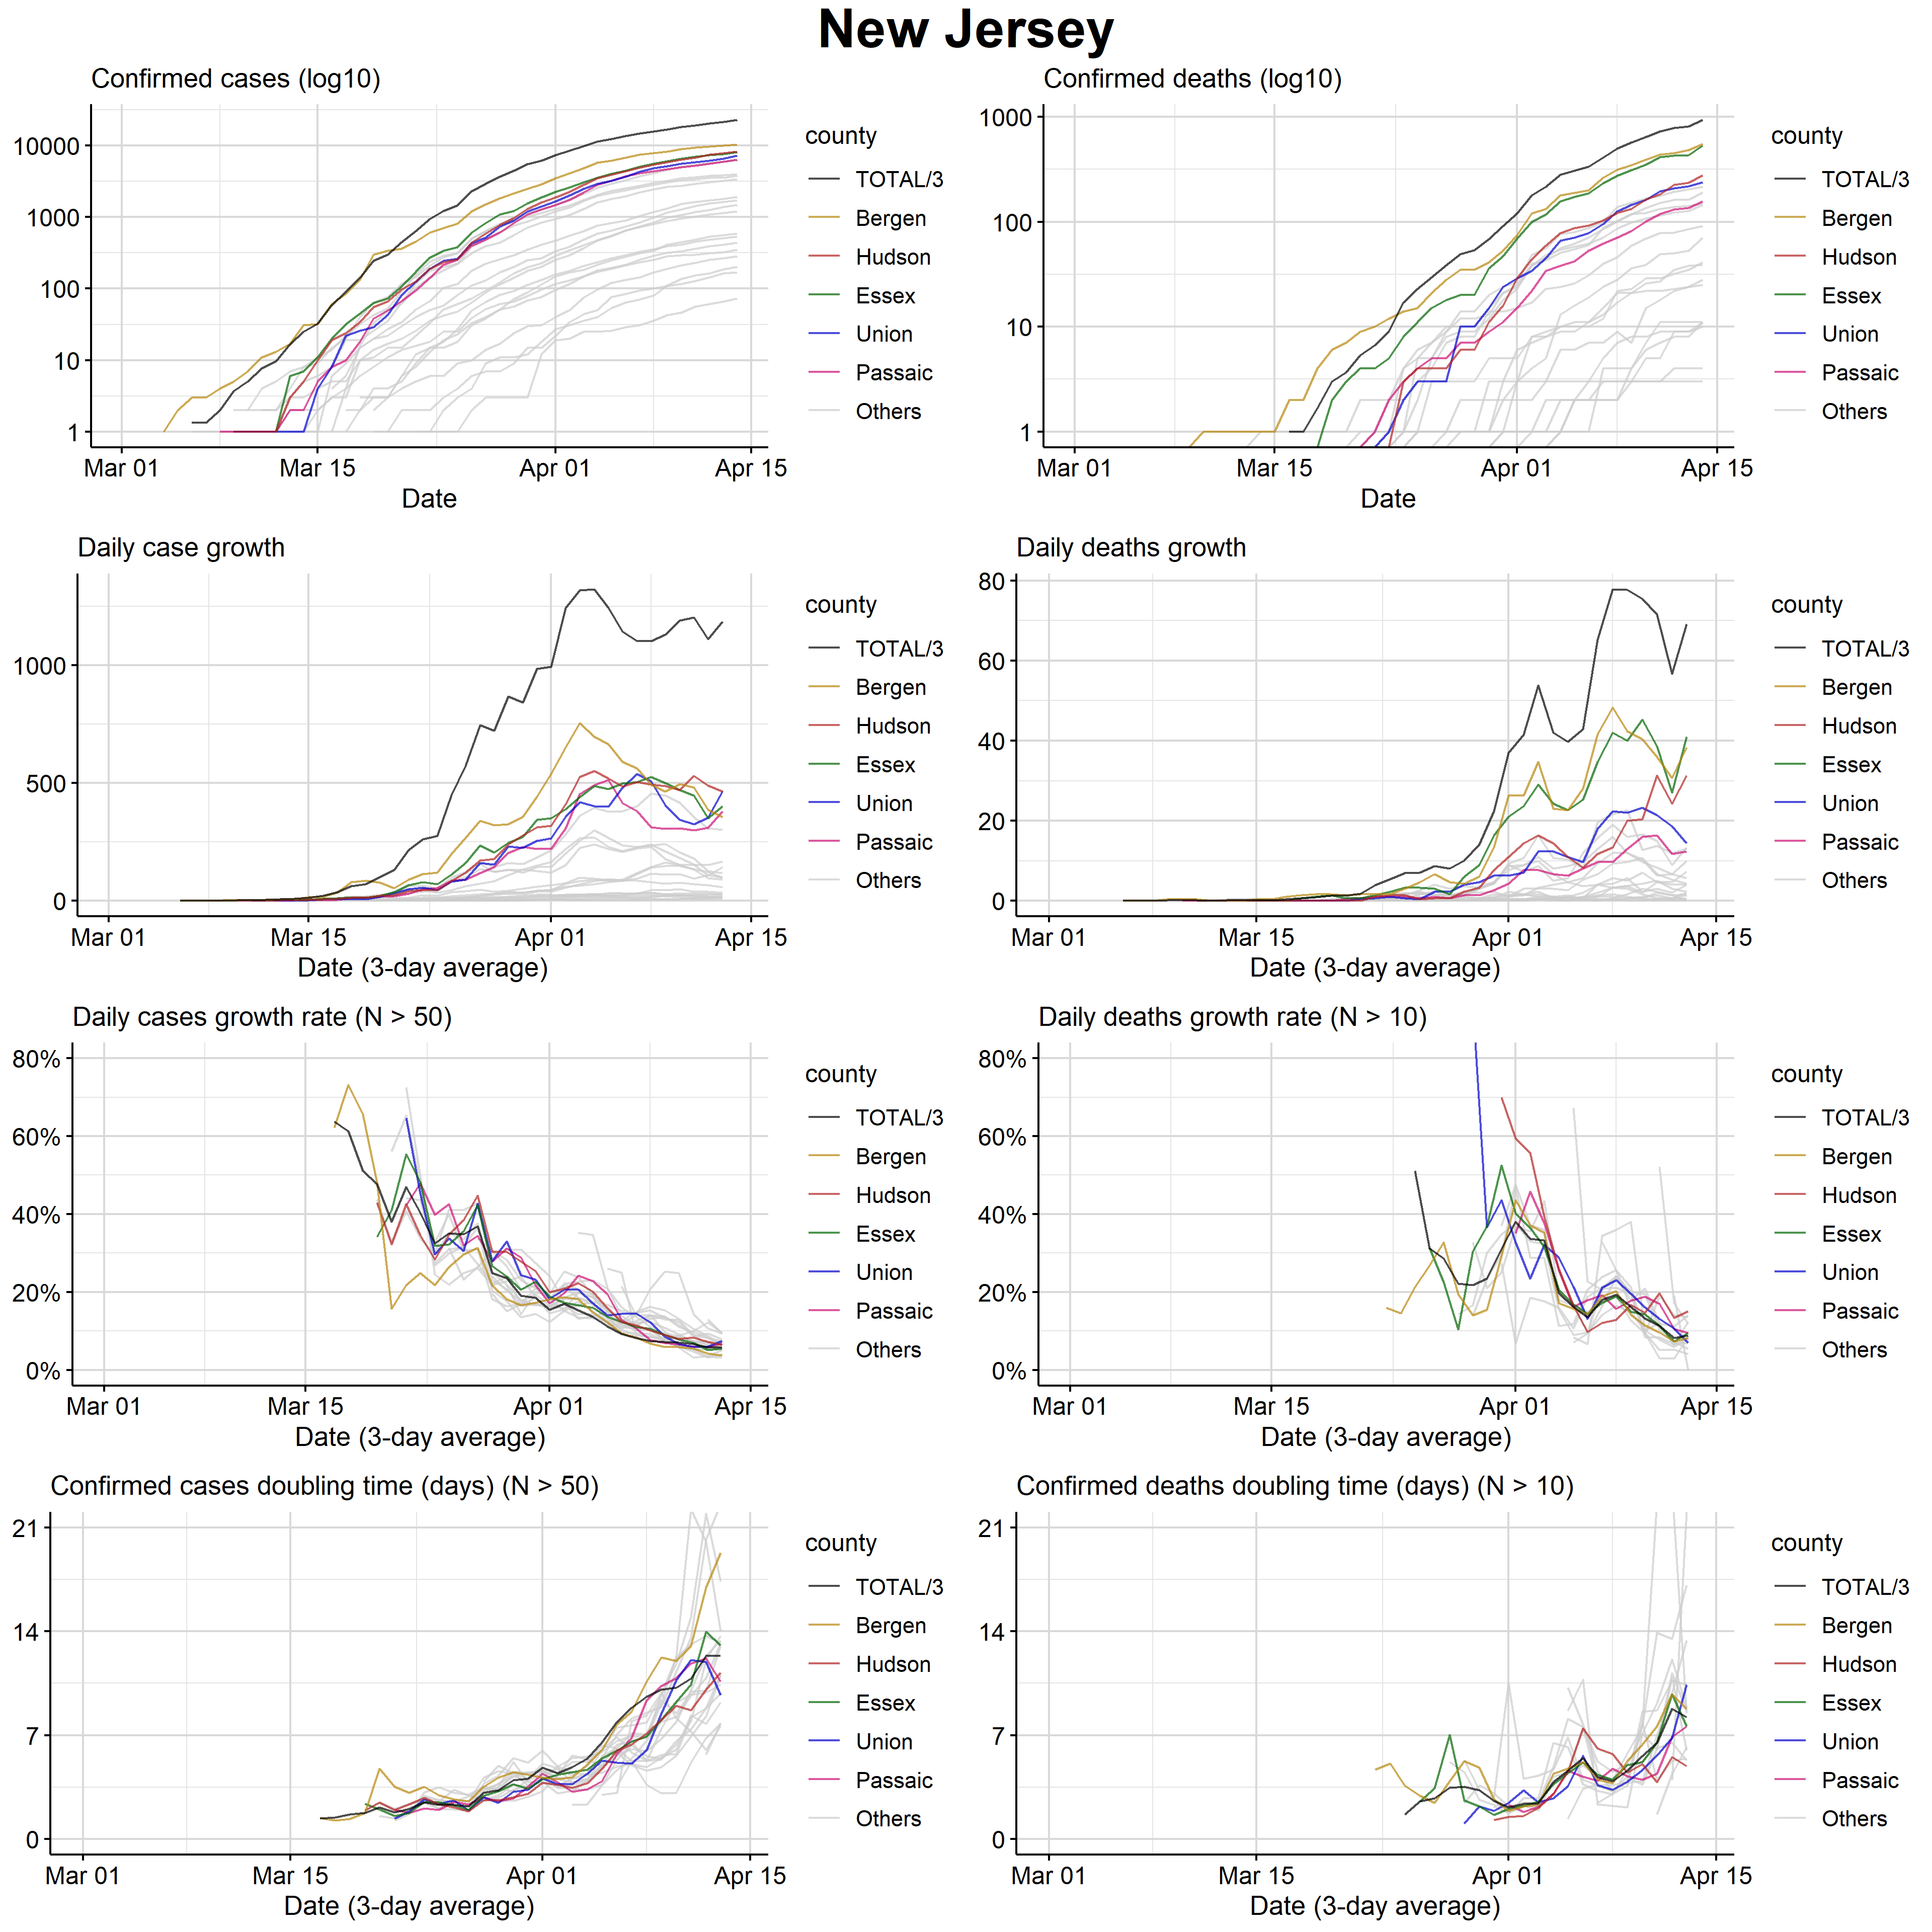 New Jersey
Confirmed cases (log10)
10000
1000
100
10
1
Mar 01 Mar 15 Apr 01 Apr 15
Date
county
TOTAL/3
Bergen
Hudson
Essex
Union
Passaic
Others
Confirmed deaths (log10)
1000
100
10
1
Mar 01 Mar 15 Apr 01 Apr 15
Date
county
TOTAL/3
Bergen
Hudson
Essex
Union
Passaic
Others
Daily case growth
1000
500
0
Mar 01 Mar 15 Apr 01 Apr 15
Date (3-day average)
county
TOTAL/3
Bergen
Hudson
Essex
Union
Passaic
Others
Daily deaths growth
80
60
40
20
0
Mar 01 Mar 15 Apr 01 Apr 15
Date (3-day average)
county
TOTAL/3
Bergen
Hudson
Essex
Union
Passaic
Others
Daily cases growth rate (N > 50)
80%
60%
40%
20%
0%
Mar 01 Mar 15 Apr 01 Apr 15
Date (3-day average)
county
TOTAL/3
Bergen
Hudson
Essex
Union
Passaic
Others
Daily deaths growth rate (N > 10)
80%
60%
40%
20%
0%
Mar 01 Mar 15 Apr 01 Apr 15
Date (3-day average)
county
TOTAL/3
Bergen
Hudson
Essex
Union
Passaic
Others
Confirmed cases doubling time (days) (N > 50)
21
14
7
0
Mar 01 Mar 15 Apr 01 Apr 15
Date (3-day average)
county
TOTAL/3
Bergen
Hudson
Essex
Union
Passaic
Others
Confirmed deaths doubling time (days) (N > 10)
21
14
7
0
Mar 01 Mar 15 Apr 01 Apr 15
Date (3-day average)
county
TOTAL/3
Bergen
Hudson
Essex
Union
Passaic
Others